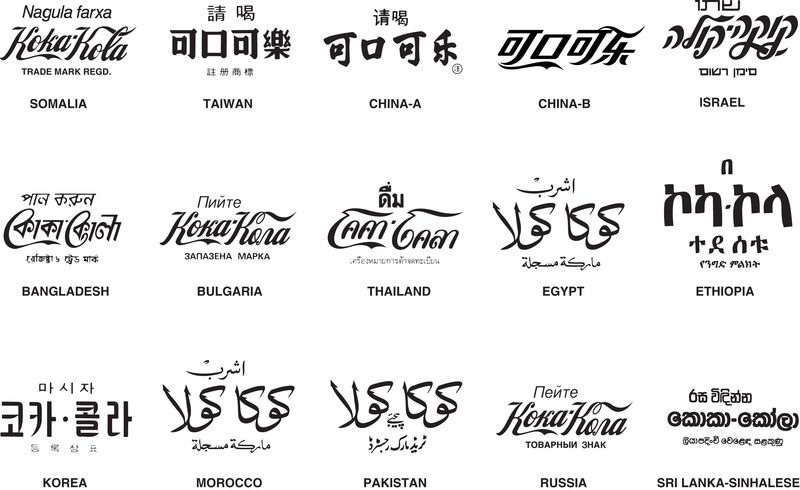 Nagula farxa
Koka-Kola
TRADE MARK REGD.
SOMALIA
請喝
可口可樂
註册商標
TAIWAN
请喝
可口可乐
CHINA-A
可口可乐
CHINA-B
שתו
קוקה-קולה
סימן רשום
ISRAEL
পান করুন
কোকা-কোলা
রেজিষ্টার্ড ট্রেড মার্ক
BANGLADESH
Пийте
Кока-Кола
ЗАПАЗЕНА МАРКА
BULGARIA
ดื่ม
โคคา-โคลา
เครื่องหมายการค้าจดทะเบียน
THAILAND
اشرب
كوكا كولا
ماركة مسجلة
EGYPT
በ
ኮካ-ኮላ
ተደሰቱ
የንግድ ምልክት
ETHIOPIA
마시자
코카·콜라
등록상표
KOREA
اشرب
كوكا كولا
ماركة مسجلة
MOROCCO
كوكا كولا
پیجئے
ٹریڈ مارک رجسٹرڈ
PAKISTAN
Пейте
Кока-Кола
ТОВАРНЫЙ ЗНАК
RUSSIA
රස විඳින්න
කොකා-කෝලා
ලියාපදිංචි වෙළෙඳ සළකුණ
SRI LANKA-SINHALESE